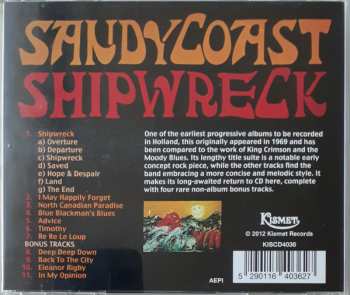 SANDY COAST
SHIPWRECK
1. Shipwreck
a) Overture
b) Departure
c) Shipwreck
d) Saved
e) Hope & Despair
f) Land
g) The End
2. I May Happily Forget
3. North Canadian Paradise
4. Blue Blackman's Blues
5. Advice
6. Timothy
7. Re Re Le Loup
BONUS TRACKS
8. Deep Deep Down
9. Back To The City
10. Eleanor Rigby
11. In My Opinion
One of the earliest progressive albums to be recorded
in Holland, this originally appeared in 1969 and has
been compared to the work of King Crimson and the
Moody Blues. Its lengthy title suite is a notable early
concept rock piece, while the other tracks find the
band embracing a more concise and melodic style. It
makes its long-awaited return to CD here, complete
with four rare non-album bonus tracks.
KISMET
© 2012 Kismet Records
KISCD4036
AEPI
5 290116 403627